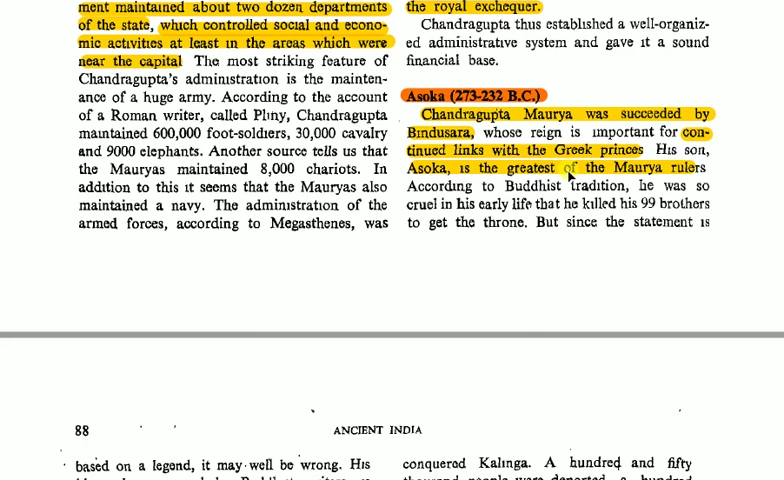 ment maintained about two dozen departments
of the state, which controlled social and econo-
mic activities at least in the areas which were
near the capital The most striking feature of
Chandragupta's administration is the mainten-
ance of a huge army. According to the account
of a Roman writer, called Pliny, Chandragupta
maintained 600,000 foot-soldiers, 30,000 cavalry
and 9000 elephants. Another source tells us that
the Mauryas maintained 8,000 chariots. In
addition to this it seems that the Mauryas also
maintained a navy. The administration of the
armed forces, according to Megasthenes, was
the royal exchequer.
Chandragupta thus established a well-organiz-
ed administrative system and gave it a sound
financial base.
Asoka (273-232 B.C.)
Chandragupta Maurya was succeeded by
Bindusara, whose reign is important for con-
tinued links with the Greek princes His son,
Asoka, is the greatest of the Maurya rulers
According to Buddhist tradition, he was so
cruel in his early life that he killed his 99 brothers
to get the throne. But since the statement is
88
ANCIENT INDIA
based on a legend, it may well be wrong. His
conquered Kalinga. A hundred and fifty